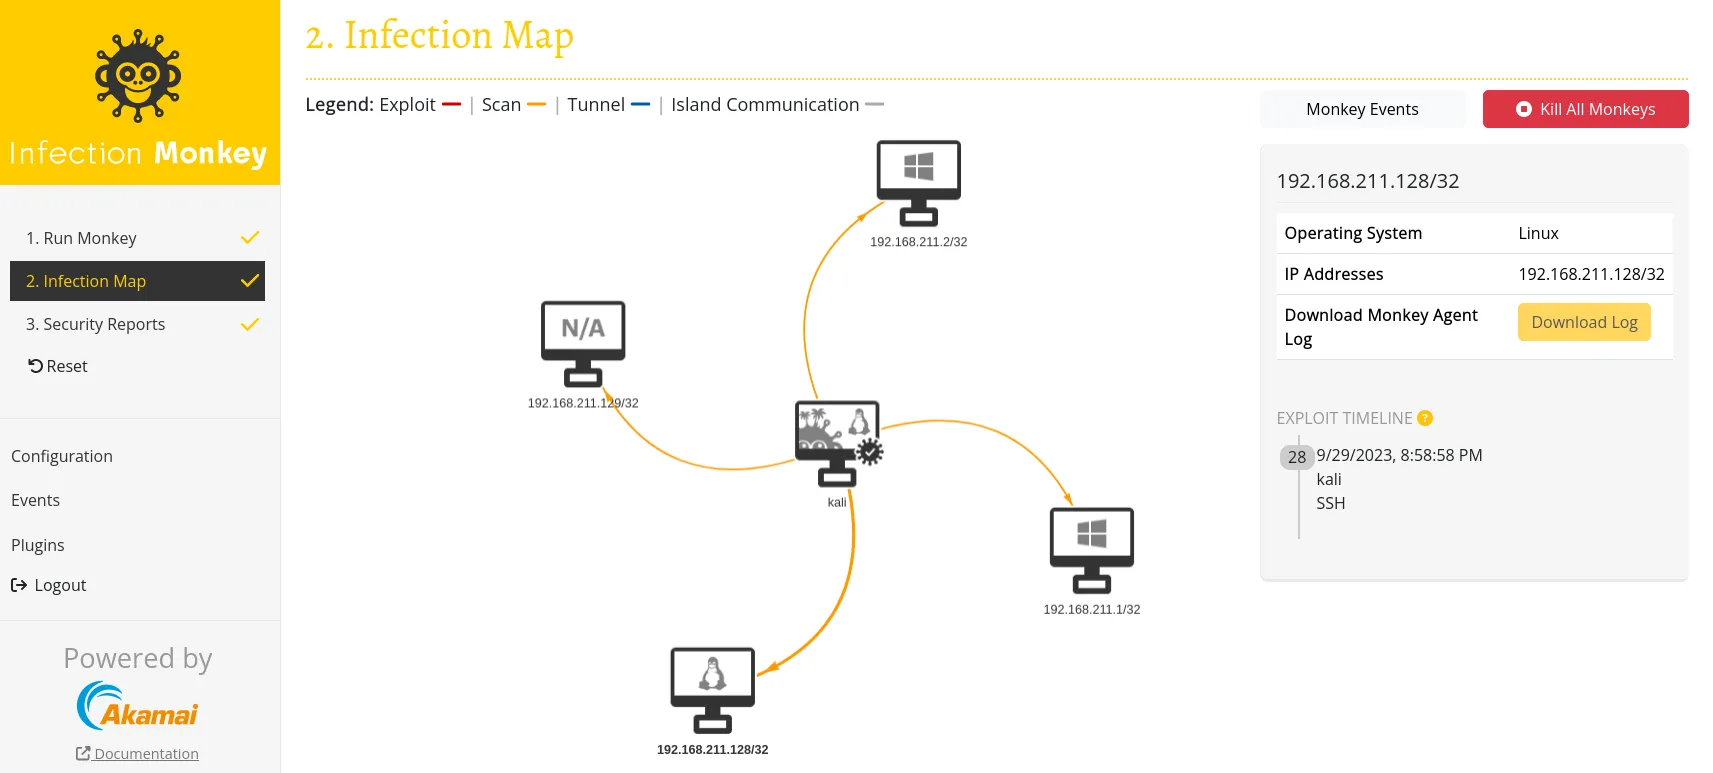 Infection Monkey
1. Run Monkey
2. Infection Map
3. Security Reports
Reset
Configuration
Events
Plugins
Logout
Powered by
Akamai
Documentation
2. Infection Map
Legend: Exploit | Scan | Tunnel | Island Communication
Monkey Events
Kill All Monkeys
192.168.211.2/32
N/A
192.168.211.129/32
kali
192.168.211.1/32
192.168.211.128/32
192.168.211.128/32
Operating System Linux
IP Addresses 192.168.211.128/32
Download Monkey Agent
Log
Download Log
EXPLOIT TIMELINE ?
28 9/29/2023, 8:58:58 PM
kali
SSH